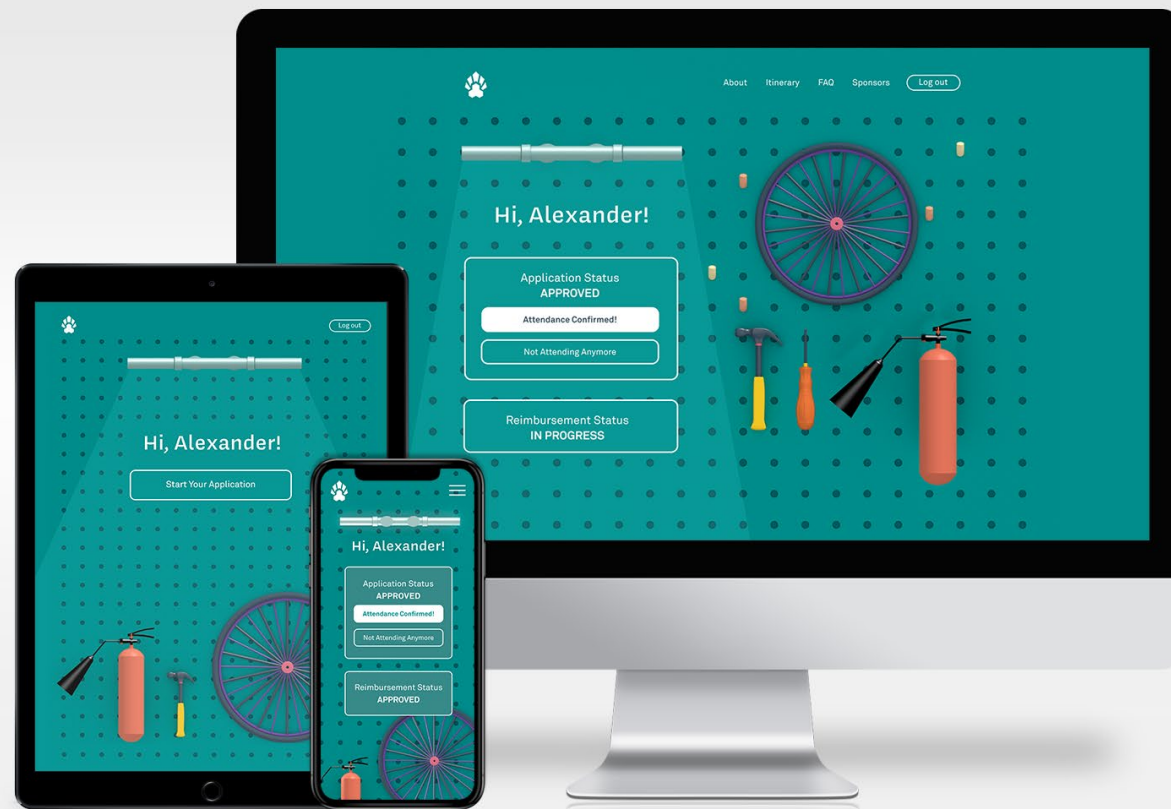 About Itinerary FAQ Sponsors Log out
Hi, Alexander!
Application Status
APPROVED
Attendance Confirmed!
Not Attending Anymore
Reimbursement Status
IN PROGRESS
Log out
Hi, Alexander!
Start Your Application
Hi, Alexander!
Application Status
APPROVED
Attendance Confirmed!
Not Attending Anymore
Reimbursement Status
APPROVED